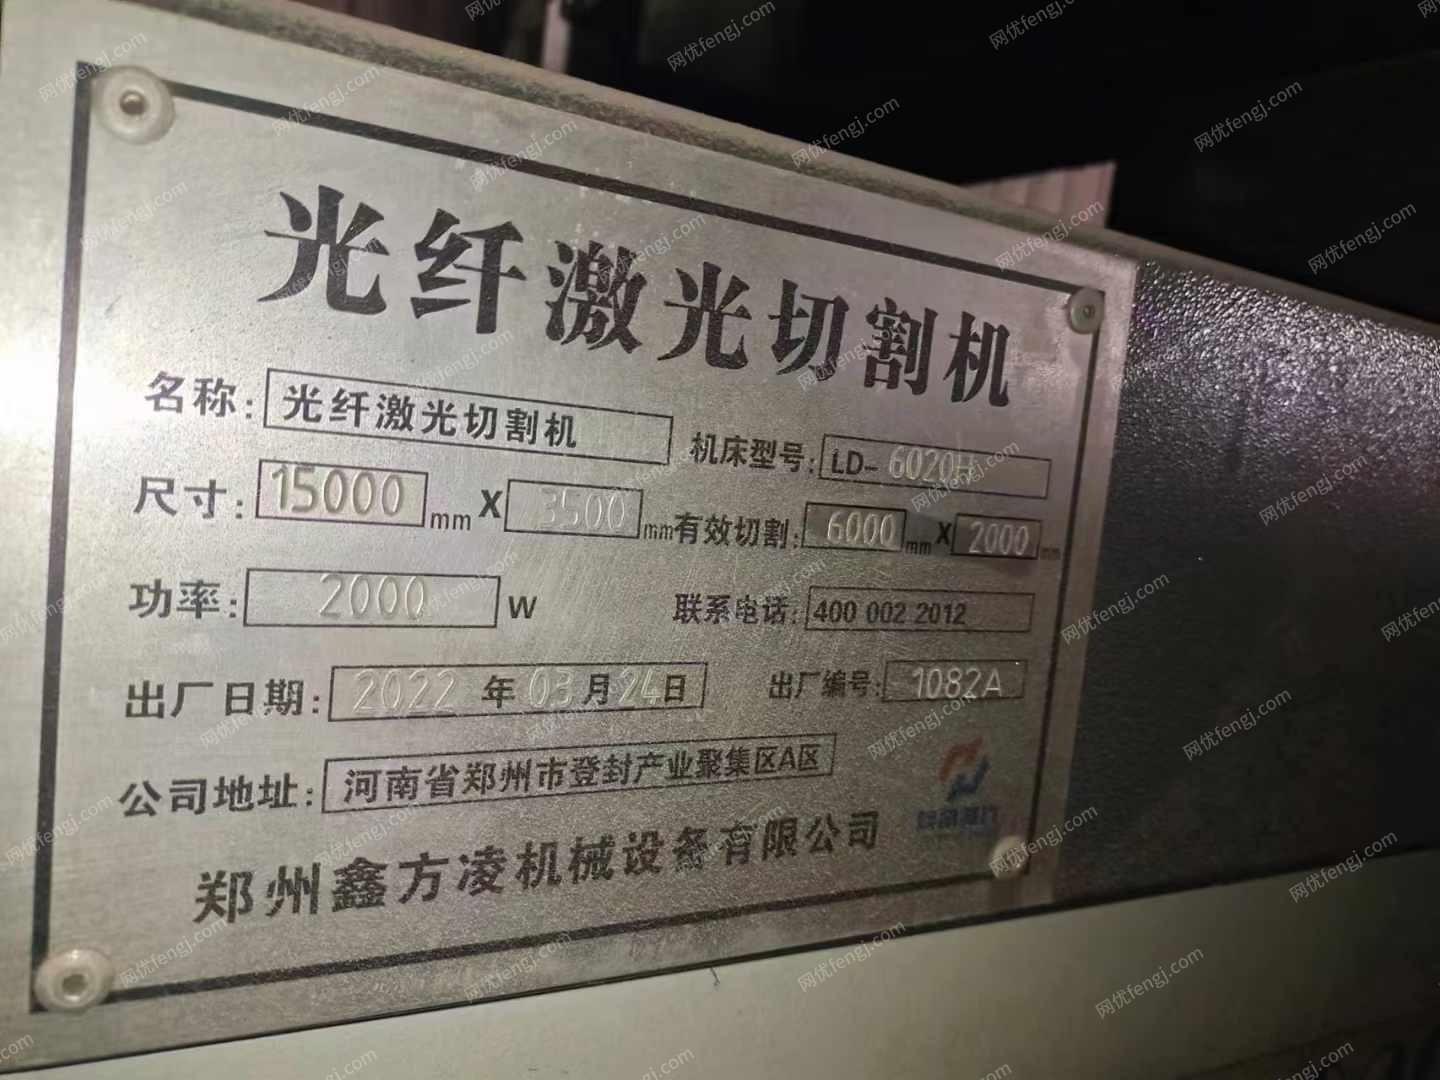 光纤激光切割机
名称: 光纤激光切割机 机床型号: LD-6020H
尺寸: 15000 mm X 3500 mm 有效切割: 6000 mm X 2000 mm
功率: 2000 W 联系电话: 400 002 2012
出厂日期: 2022 年 03 月 24 日 出厂编号: 1082A
公司地址: 河南省郑州市登封产业聚集区A区
郑州鑫方凌机械设备有限公司
网优fengj.com